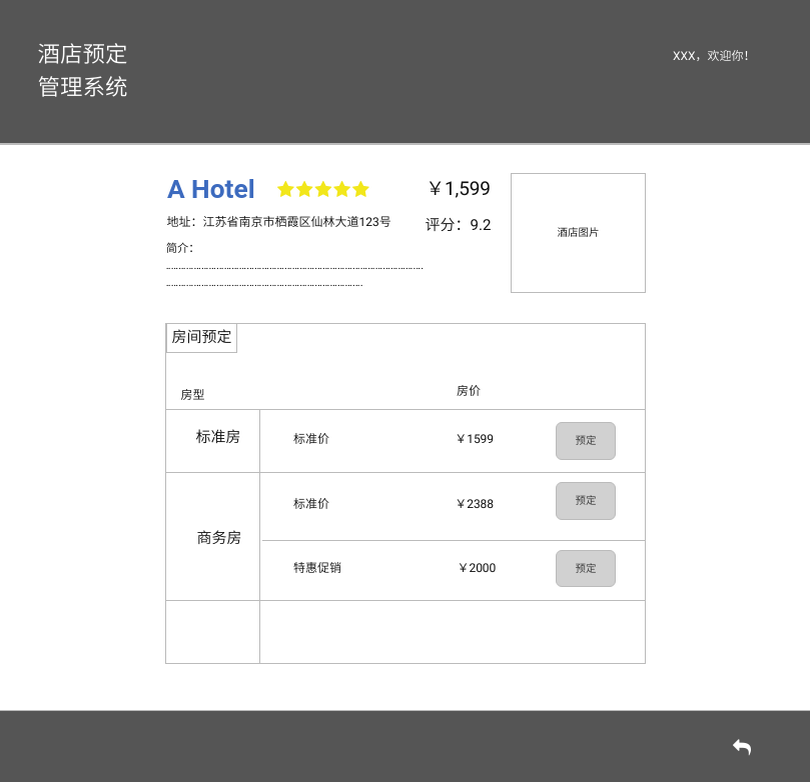 酒店预定
管理系统
XXX，欢迎你！
A Hotel
￥1,599
地址：江苏省南京市栖霞区仙林大道123号
评分：9.2
酒店图片
简介：
房间预定
房型
房价
标准房
标准价
￥1599
预定
商务房
标准价
￥2388
预定
特惠促销
￥2000
预定